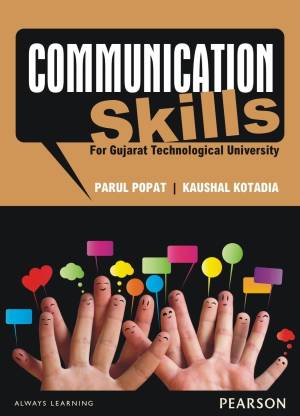 COMMUNICATION
Skills
For Gujarat Technological University
PARUL POPAT | KAUSHAL KOTADIA
ALWAYS LEARNING
PEARSON